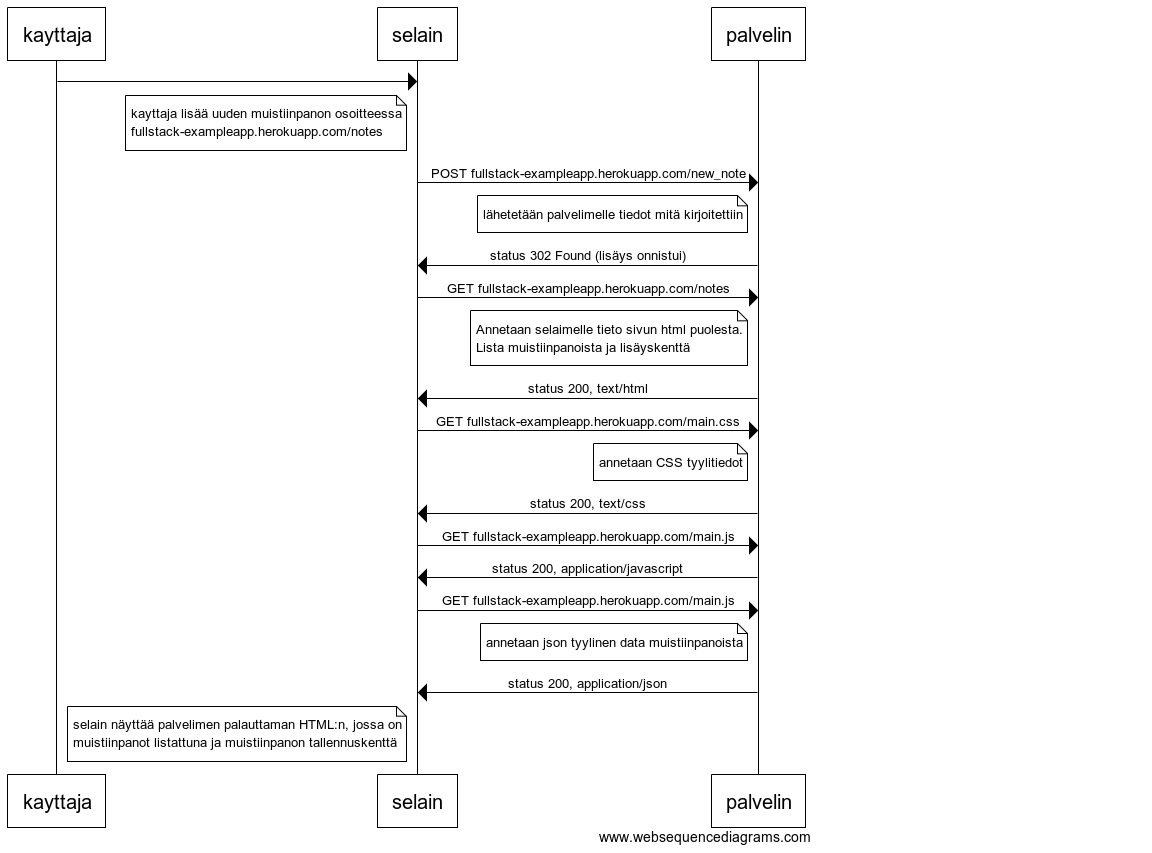 kayttaja
selain
palvelin
kayttaja lisää uuden muistiinpanon osoitteessa
fullstack-exampleapp.herokuapp.com/notes
POST fullstack-exampleapp.herokuapp.com/new_note
lähetetään palvelimelle tiedot mitä kirjoitettiin
status 302 Found (lisäys onnistui)
GET fullstack-exampleapp.herokuapp.com/notes
Annetaan selaimelle tieto sivun html puolesta.
Lista muistiinpanoista ja lisäyskenttä
status 200, text/html
GET fullstack-exampleapp.herokuapp.com/main.css
annetaan CSS tyylitiedot
status 200, text/css
GET fullstack-exampleapp.herokuapp.com/main.js
status 200, application/javascript
GET fullstack-exampleapp.herokuapp.com/main.js
annetaan json tyylinen data muistiinpanoista
status 200, application/json
selain näyttää palvelimen palauttaman HTML:n, jossa on
muistiinpanot listattuna ja muistiinpanon tallennuskenttä
kayttaja
selain
palvelin
www.websequencediagrams.com